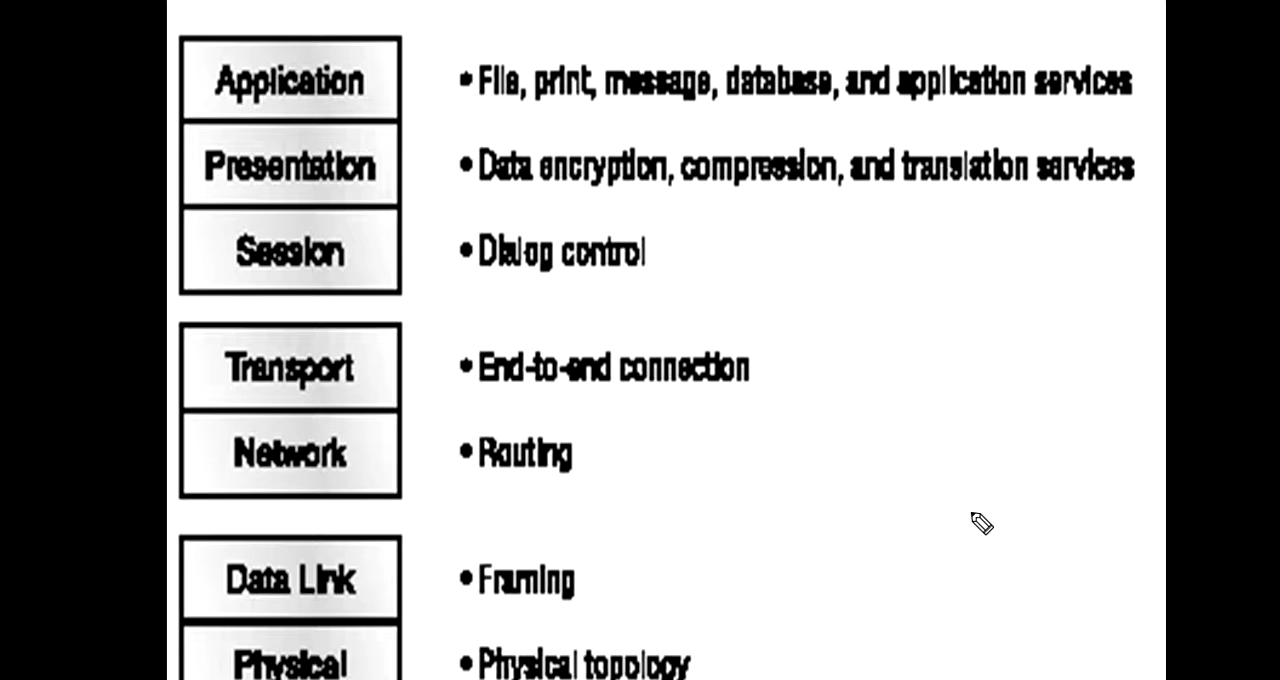 Application • File, print, message, database, and application services
Presentation • Data encryption, compression, and translation services
Session • Dialog control
Transport • End-to-end connection
Network • Routing
Data Link • Framing
Physical • Physical topology